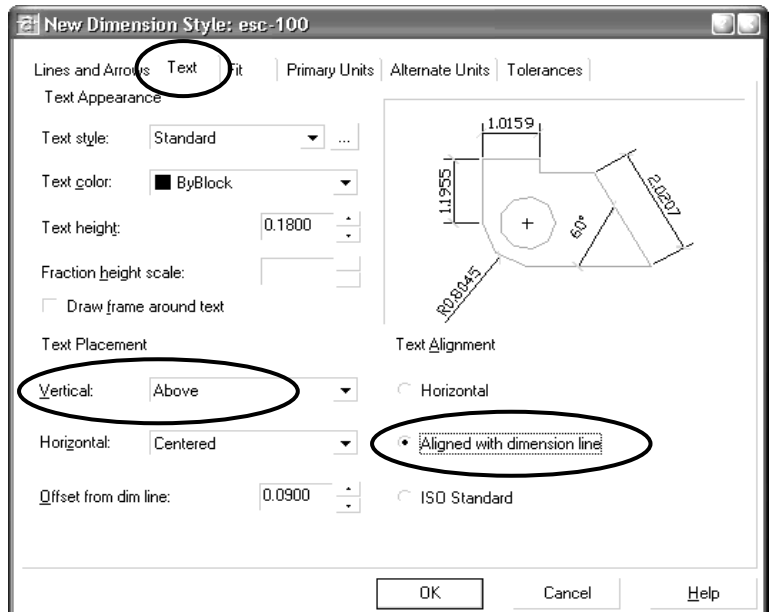 New Dimension Style: esc-100
Lines and Arrows Text Fit Primary Units Alternate Units Tolerances
Text Appearance
Text style: Standard ...
Text color: ByBlock
Text height: 0.1800
Fraction height scale:
Draw frame around text
1.0159
1.1955
2.0207
60°
R0.8045
Text Placement
Vertical: Above
Horizontal: Centered
Offset from dim line: 0.0900
Text Alignment
Horizontal
Aligned with dimension line
ISO Standard
OK Cancel Help